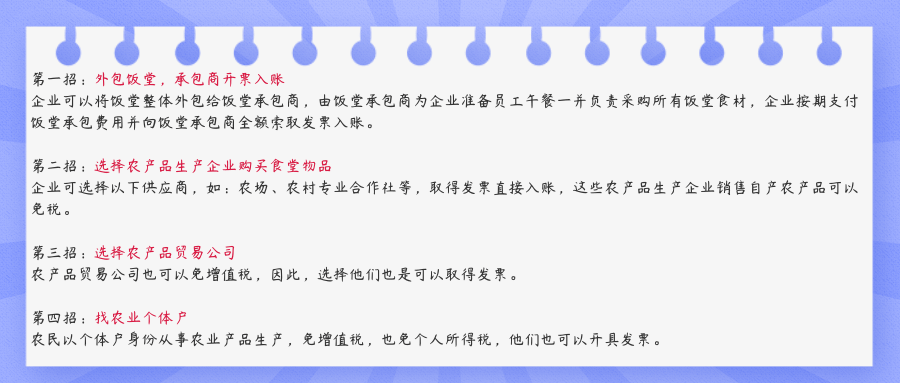 第一招：外包饭堂，承包商开票入账
企业可以将饭堂整体外包给饭堂承包商，由饭堂承包商为企业准备员工午餐一并负责采购所有饭堂食材，企业按期支付
饭堂承包费用并向饭堂承包商全额索取发票入账。
第二招：选择农产品生产企业购买食堂物品
企业可选择以下供应商，如：农场、农村专业合作社等，取得发票直接入账，这些农产品生产企业销售自产农产品可以
免税。
第三招：选择农产品贸易公司
农产品贸易公司也可以免增值税，因此，选择他们也是可以取得发票。
第四招：找农业个体户
农民以个体户身份从事农业产品生产，免增值税，也免个人所得税，他们也可以开具发票。